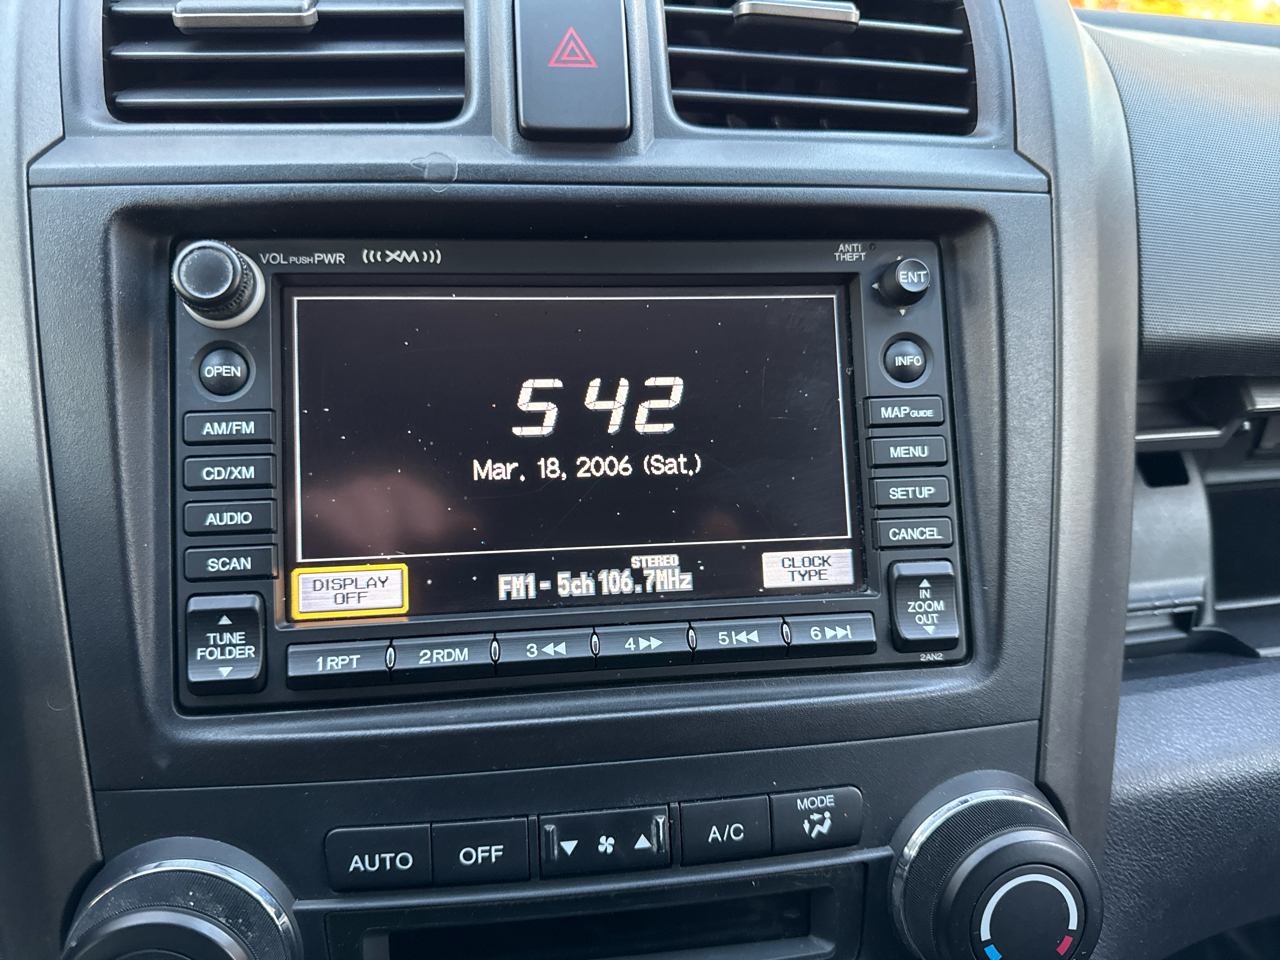 VOL PUSH PWR
XM
ANTI
THEFT
ENT
OPEN
INFO
AM/FM
MAP GUIDE
CD/XM
MENU
AUDIO
SETUP
SCAN
CANCEL
5 42
Mar. 18, 2006 (Sat.)
DISPLAY
OFF
STEREO
FM1- 5ch 106.7MHz
CLOCK
TYPE
TUNE
FOLDER
IN
ZOOM
OUT
2AN2
1RPT
2RDM
3
4
5
6
AUTO
OFF
A/C
MODE